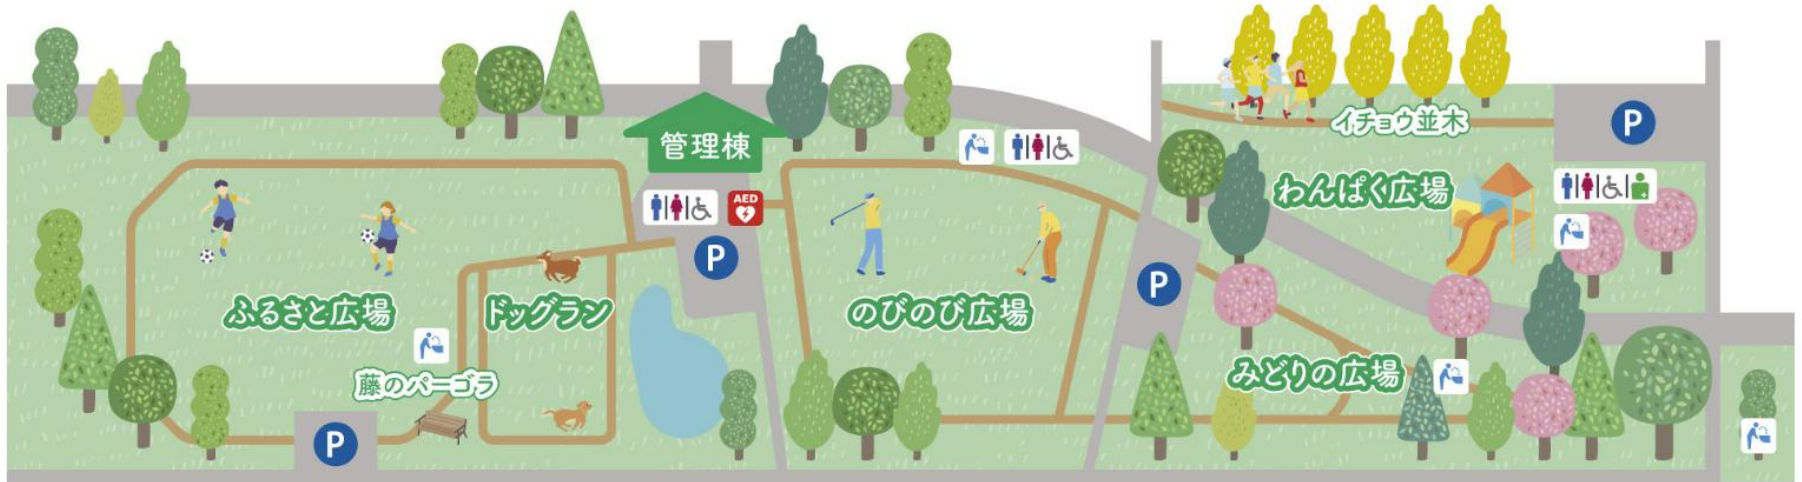 管理棟
AED
P
イチョウ並木
P
わんぱく広場
P
ふるさと広場
ドッグラン
のびのび広場
藤のパーゴラ
みどりの広場
P
P